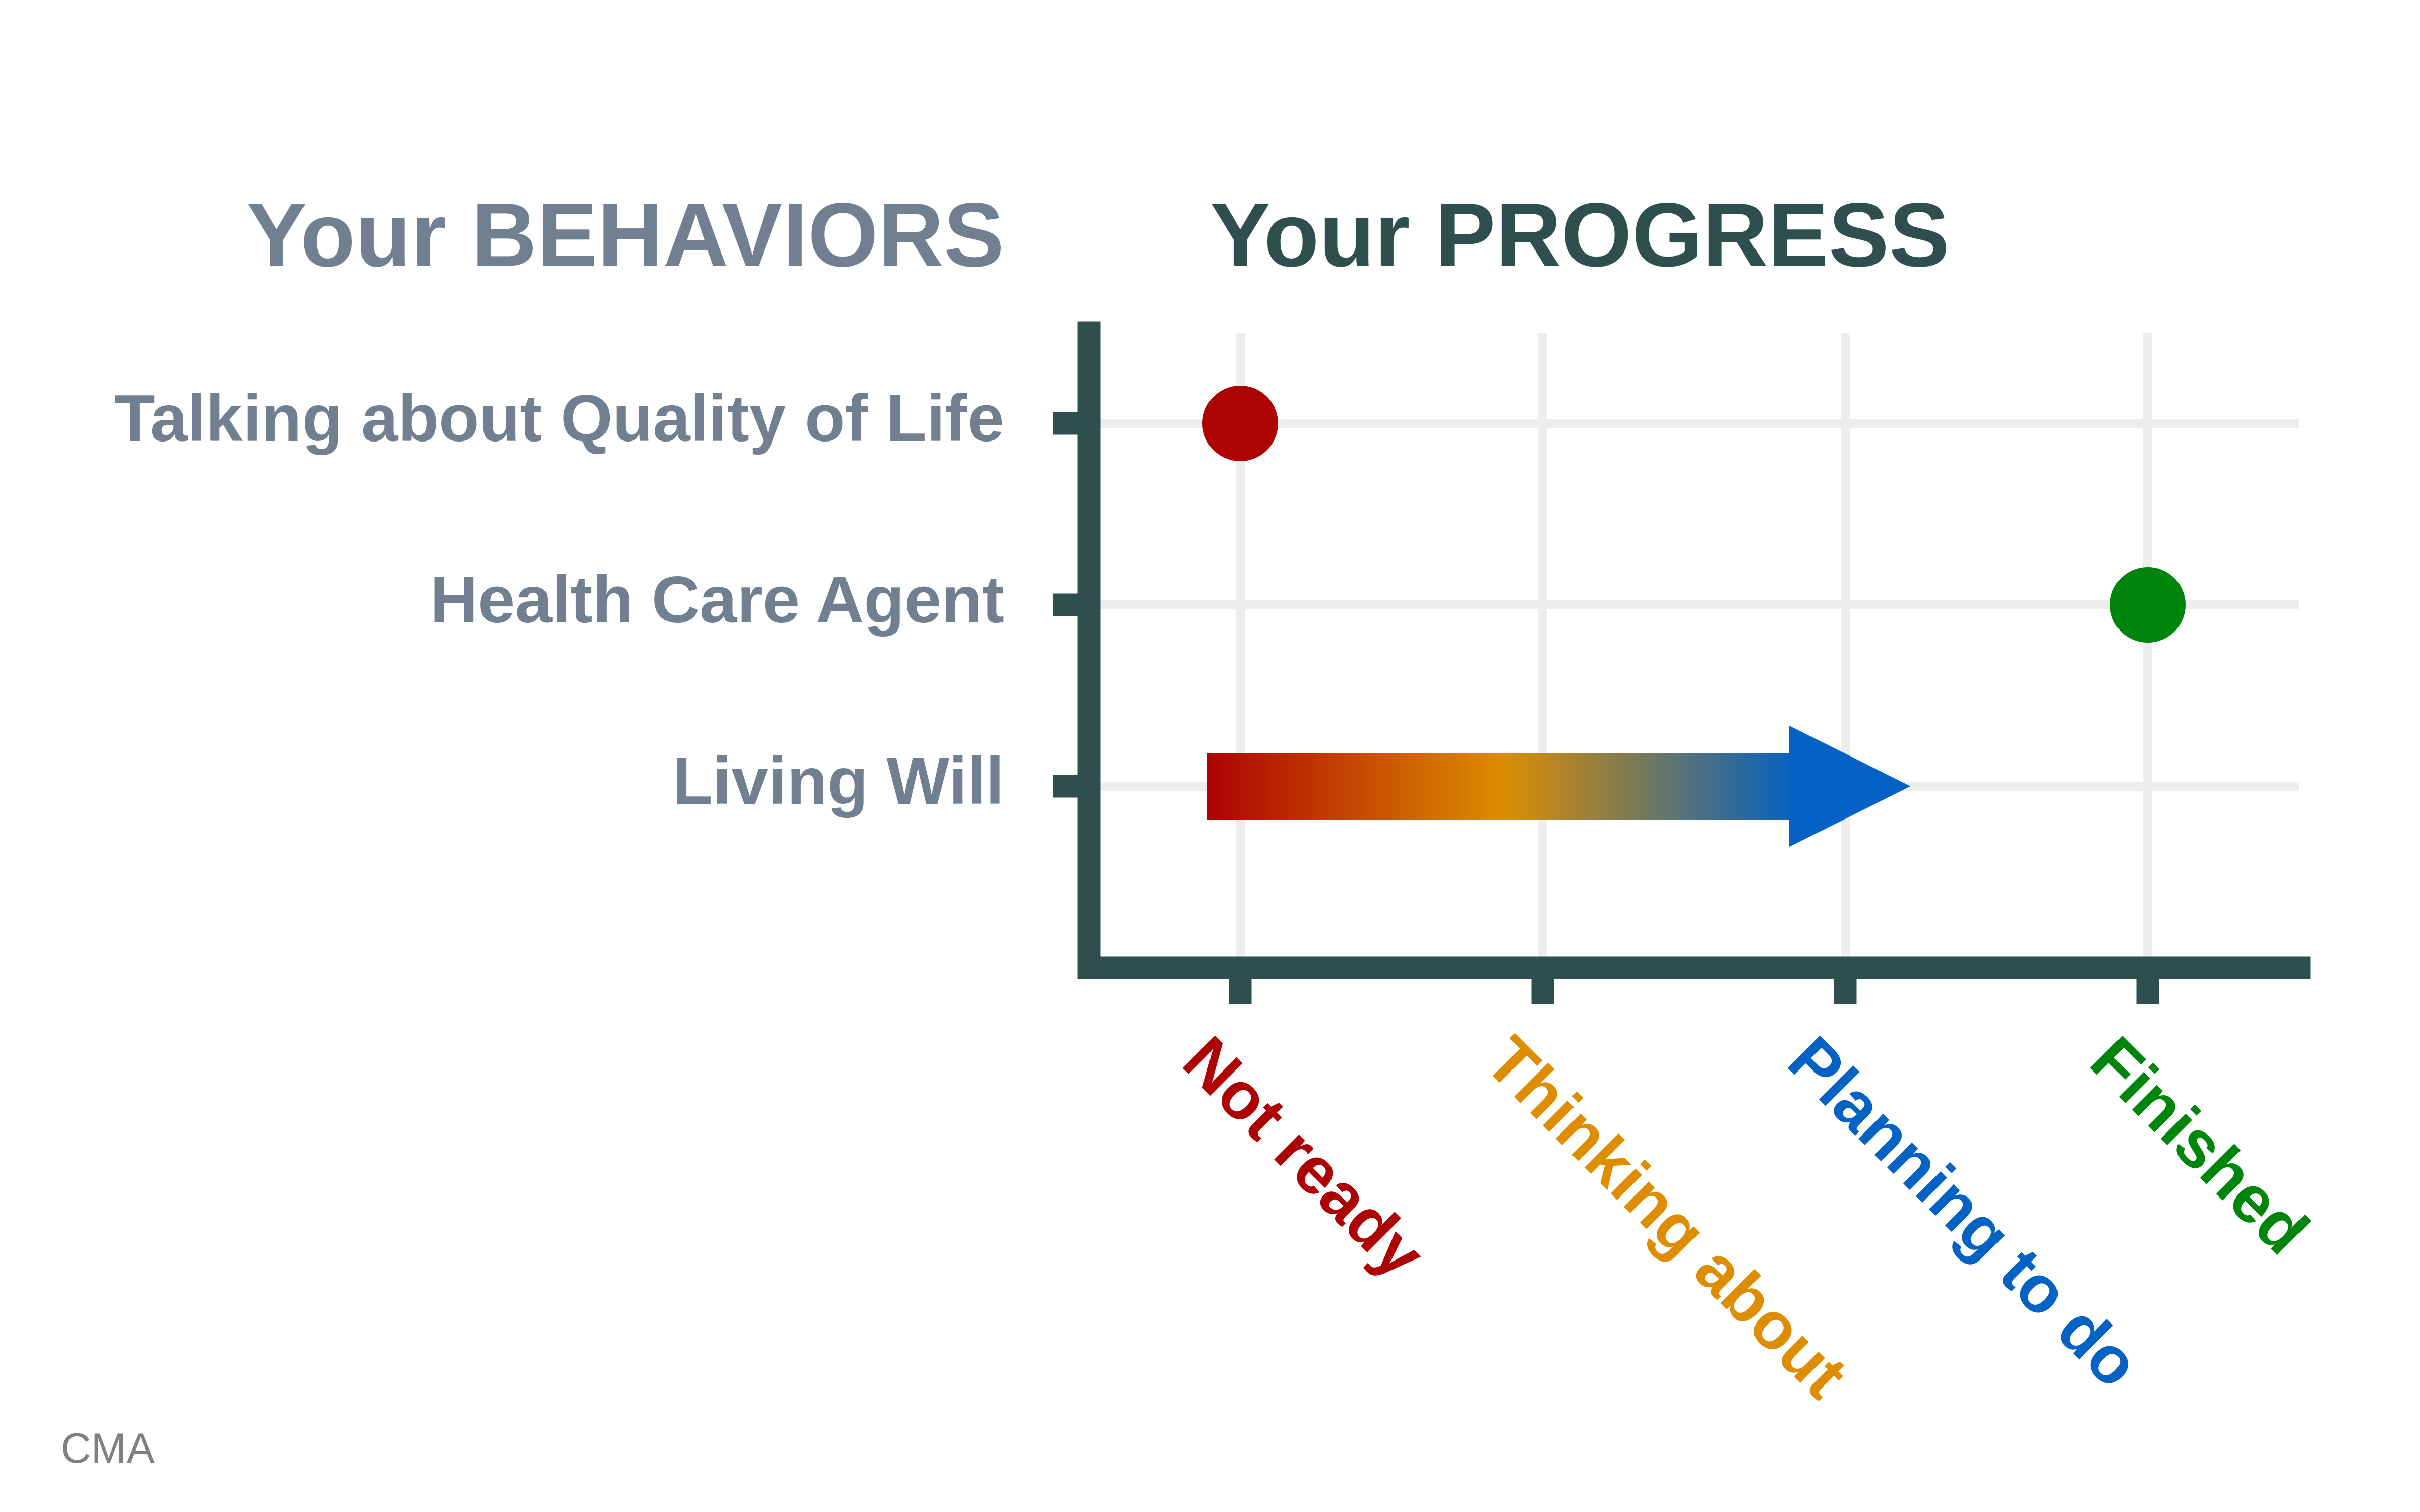 Your BEHAVIORS
Your PROGRESS
Talking about Quality of Life
Health Care Agent
Living Will
Not ready
Thinking about
Planning to do
Finished
CMA